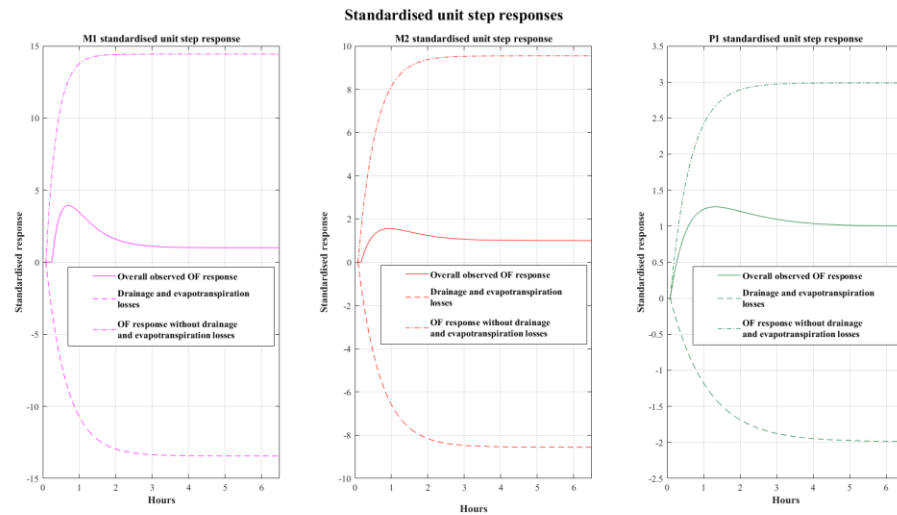 Standardised unit step responses
M1 standardised unit step response
Standardised response
15
10
5
0
-5
-10
-15
0 1 2 3 4 5 6
Hours
Overall observed OF response
Drainage and evapotranspiration
losses
OF response without drainage
and evapotranspiration losses
M2 standardised unit step response
Standardised response
10
8
6
4
2
0
-2
-4
-6
-8
-10
0 1 2 3 4 5 6
Hours
Overall observed OF response
Drainage and evapotranspiration
losses
OF response without drainage
and evapotranspiration losses
P1 standardised unit step response
Standardised response
3.5
3
2.5
2
1.5
1
0.5
0
-0.5
-1
-1.5
-2
-2.5
0 1 2 3 4 5 6
Hours
Overall observed OF response
Drainage and evapotranspiration
losses
OF response without drainage
and evapotranspiration losses